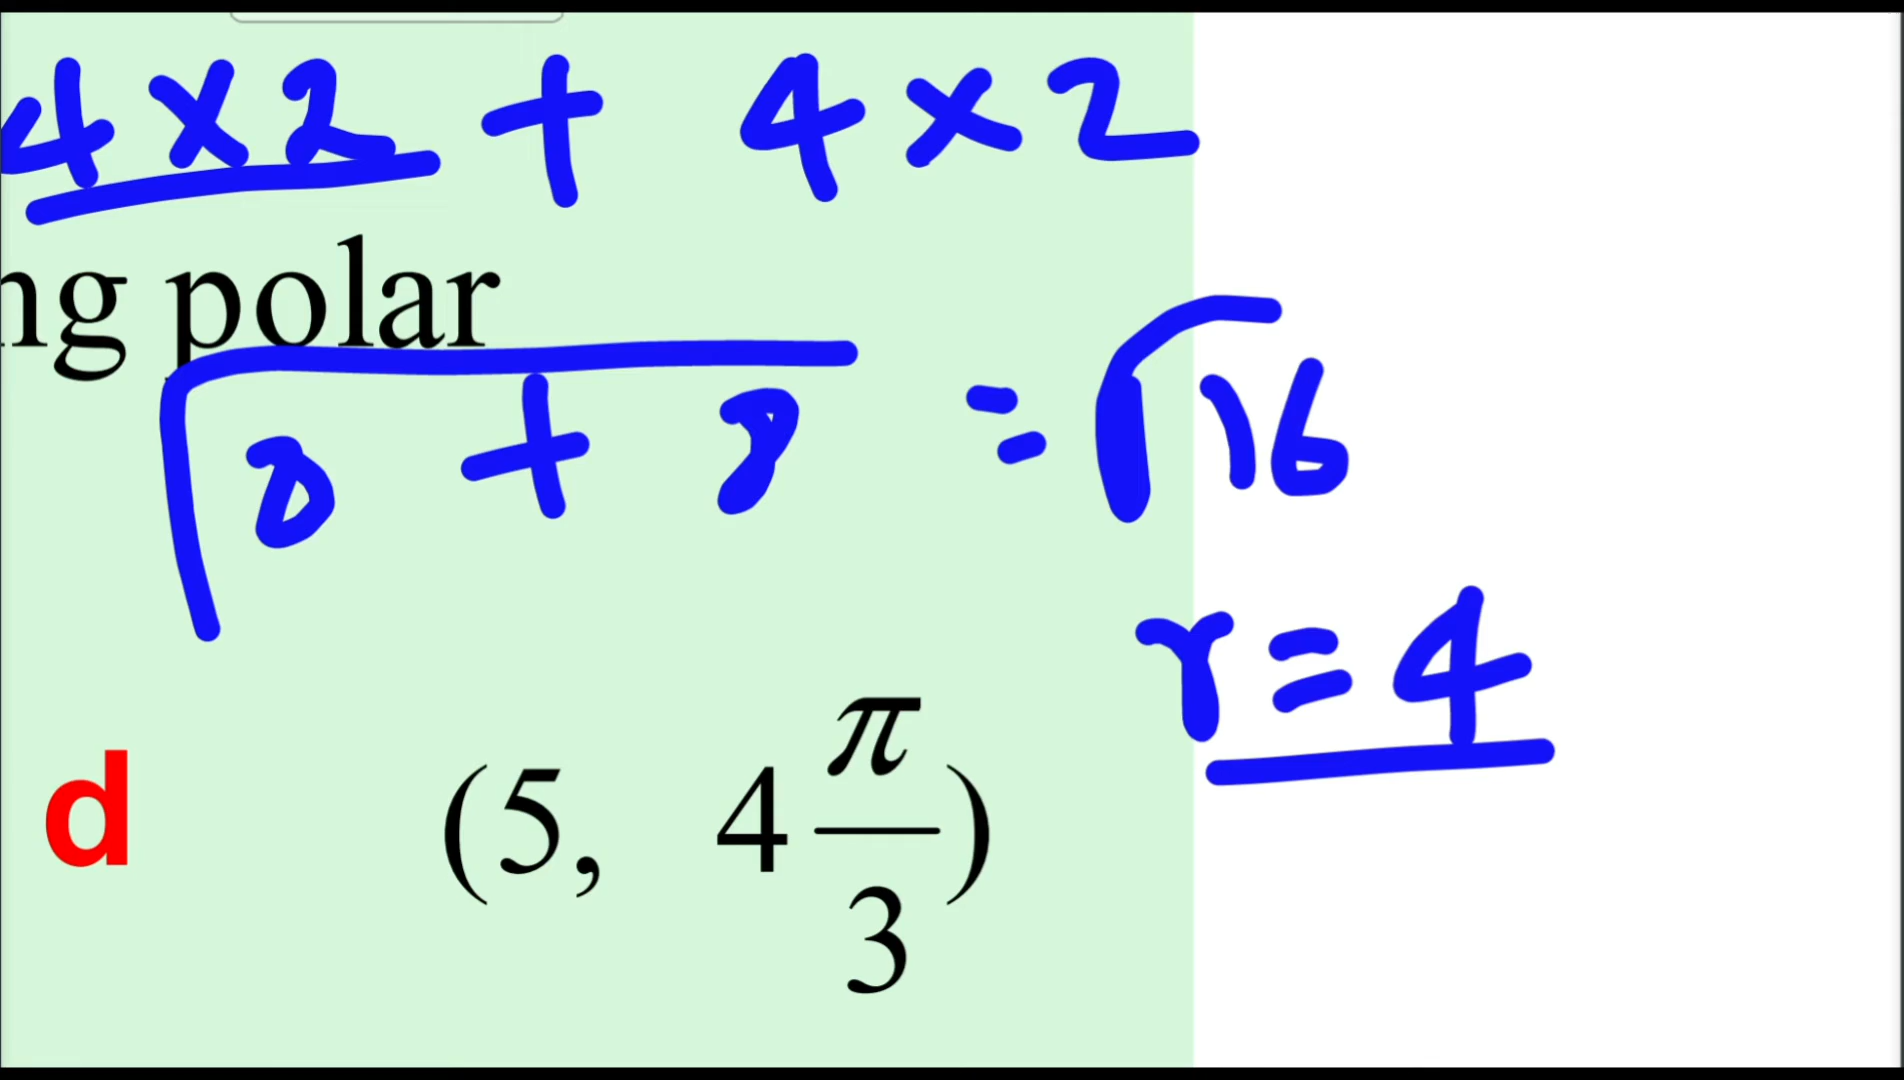 4×2 + 4×2
ng polar
√8 + 8 = √16
r=4
d (5, 4π/3)